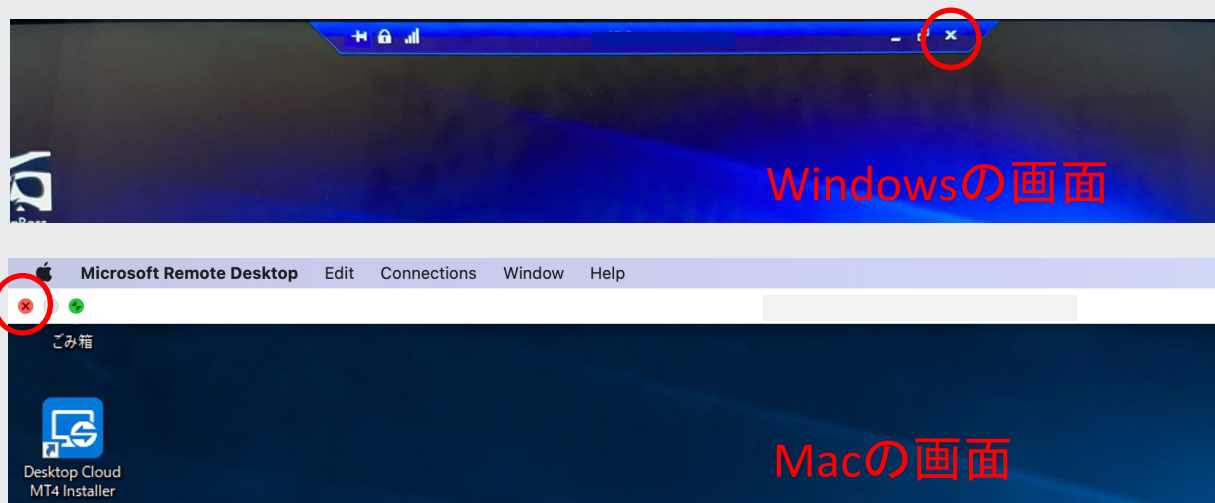 Windowsの画面
Microsoft Remote Desktop Edit Connections Window Help
ごみ箱
Desktop Cloud
MT4 Installer
Macの画面